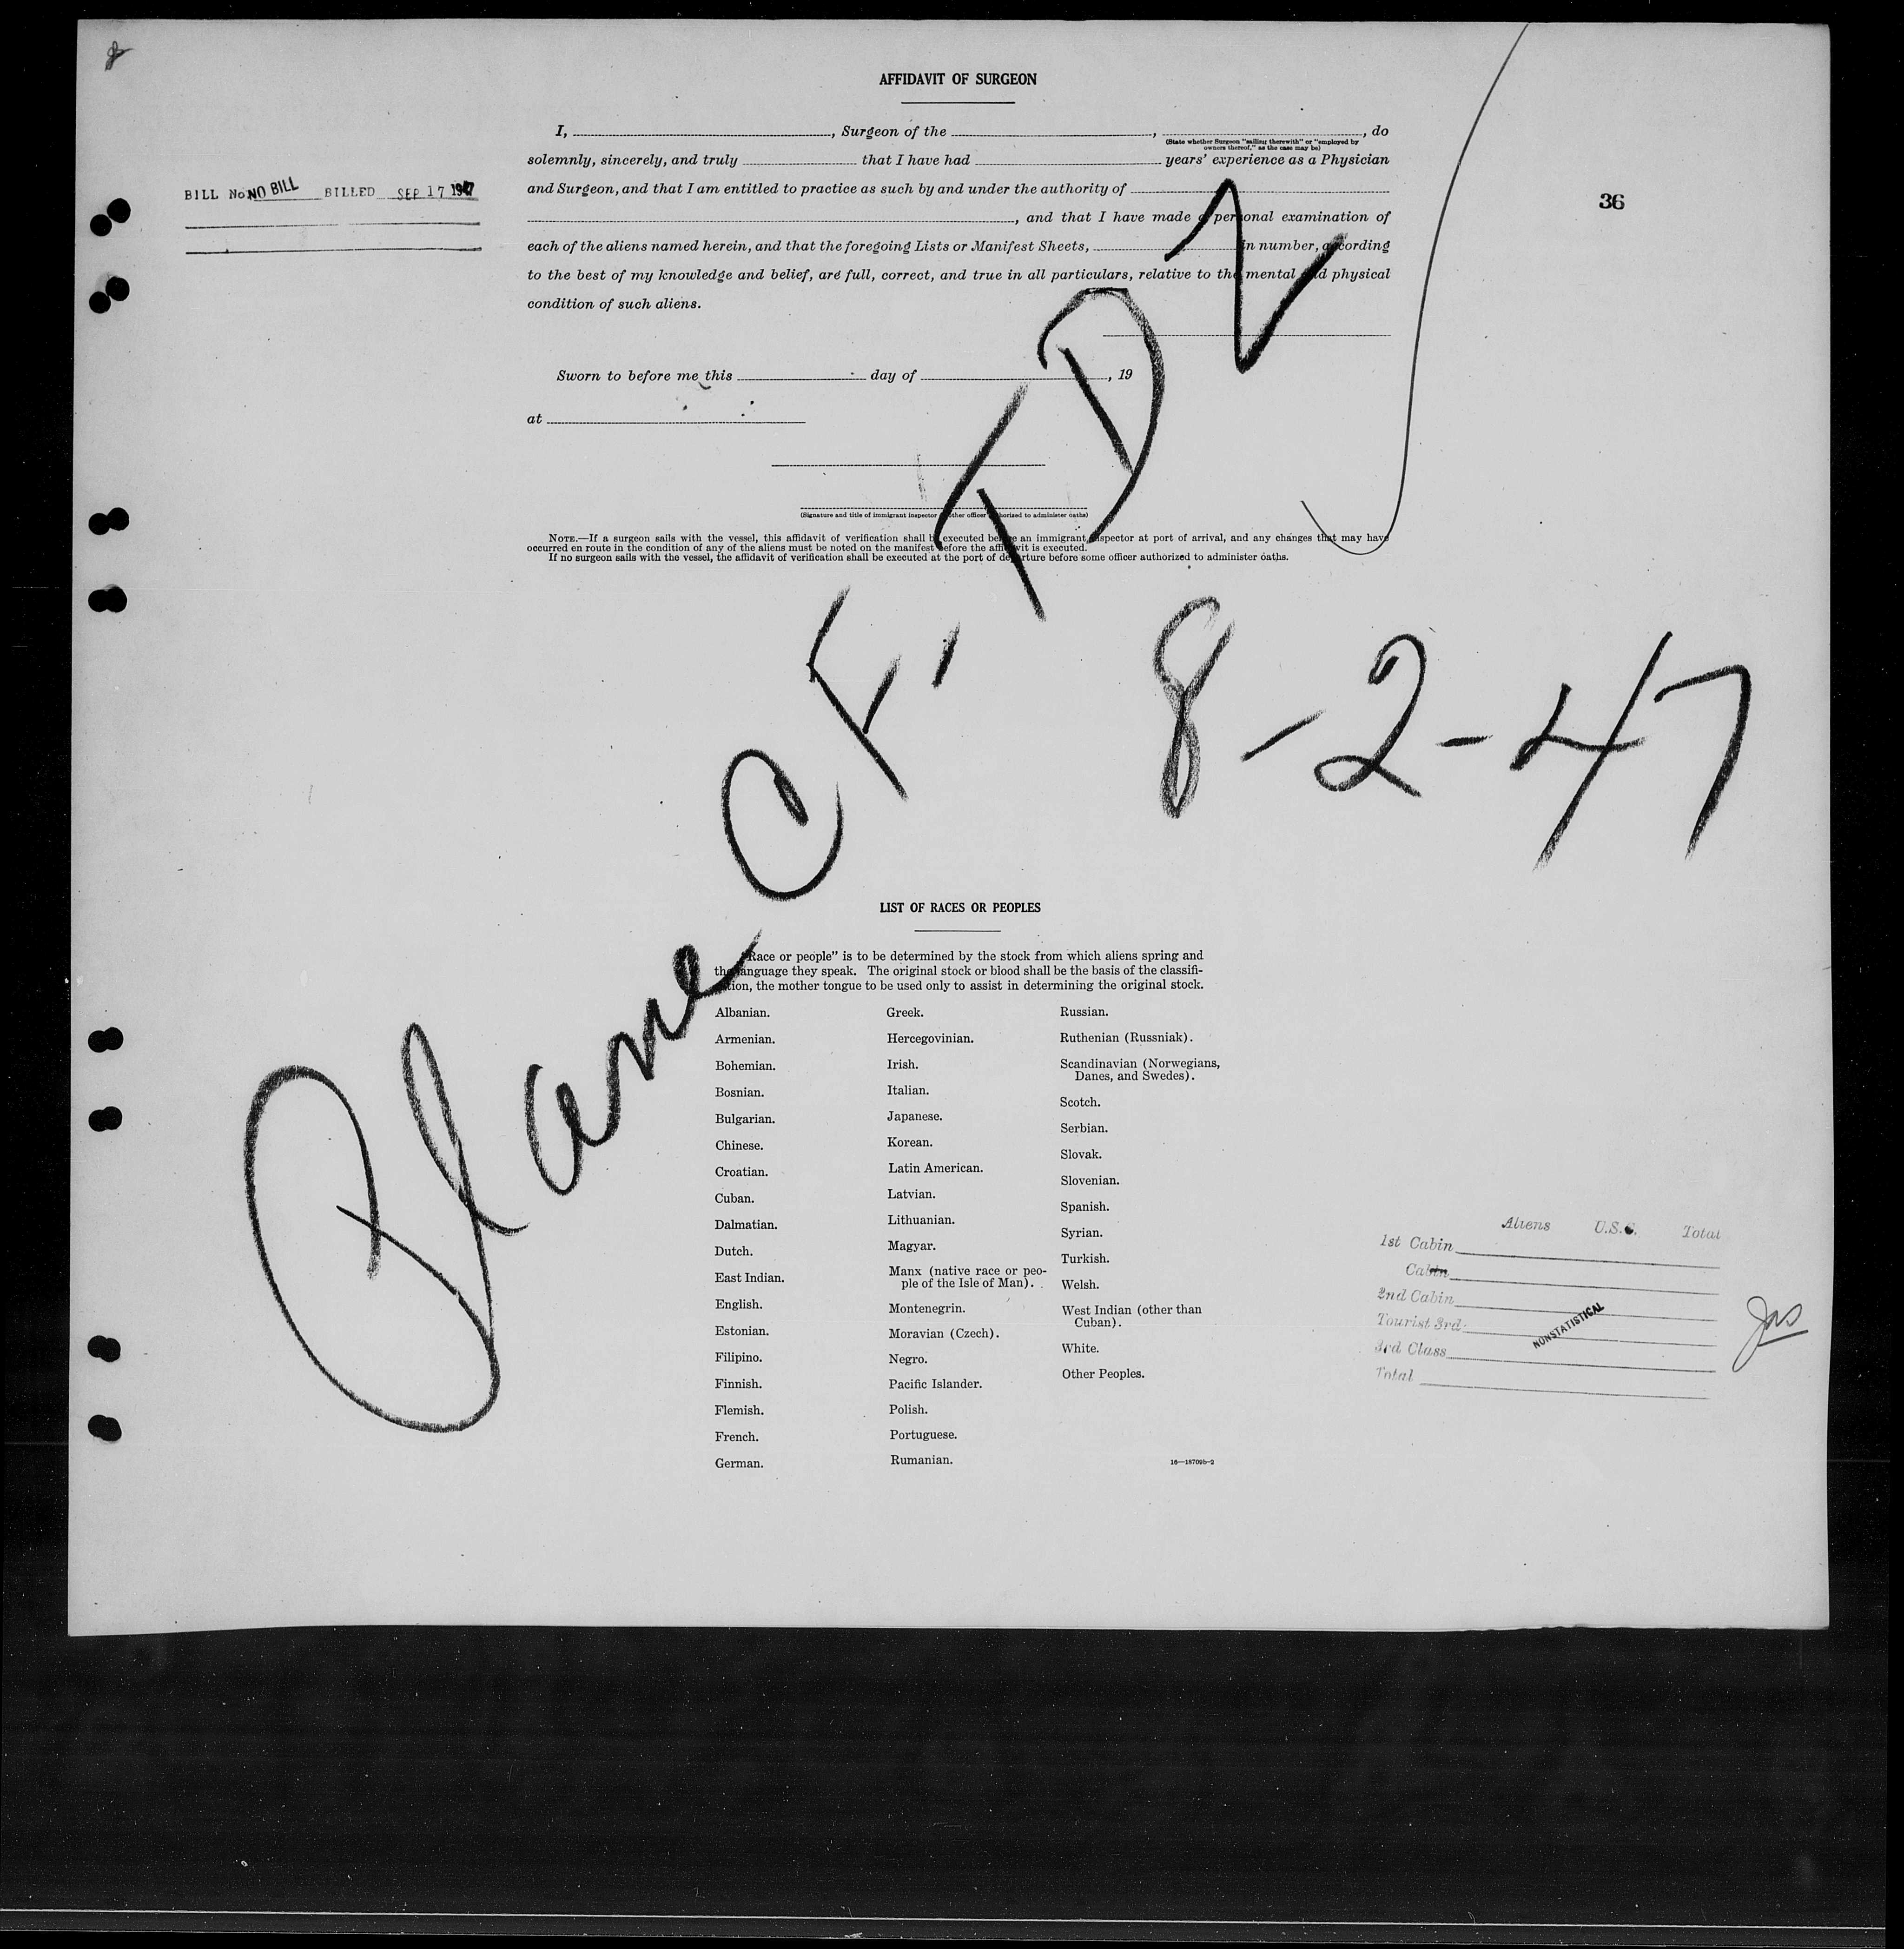 AFFIDAVIT OF SURGEON
I, , Surgeon of the , , do
(State whether Surgeon "sailing therewith" or "employed by
owners thereof," as the case may be)
solemnly, sincerely, and truly that I have had years' experience as a Physician
BILL No. NO BILL BILLED SEP 17 1947
and Surgeon, and that I am entitled to practice as such by and under the authority of
36
, and that I have made a personal examination of
each of the aliens named herein, and that the foregoing Lists or Manifest Sheets, in number, according
to the best of my knowledge and belief, are full, correct, and true in all particulars, relative to the mental and physical
condition of such aliens.
Sworn to before me this day of , 19
at
(Signature and title of immigrant inspector or other officer authorized to administer oaths)
NOTE.—If a surgeon sails with the vessel, this affidavit of verification shall be executed before an immigrant inspector at port of arrival, and any changes that may have
occurred en route in the condition of any of the aliens must be noted on the manifest before the affidavit is executed.
If no surgeon sails with the vessel, the affidavit of verification shall be executed at the port of departure before some officer authorized to administer oaths.
Plane CF-TDZ
8-2-47
LIST OF RACES OR PEOPLES
"Race or people" is to be determined by the stock from which aliens spring and
the language they speak. The original stock or blood shall be the basis of the classifi-
cation, the mother tongue to be used only to assist in determining the original stock.
Albanian.
Armenian.
Bohemian.
Bosnian.
Bulgarian.
Chinese.
Croatian.
Cuban.
Dalmatian.
Dutch.
East Indian.
English.
Estonian.
Filipino.
Finnish.
Flemish.
French.
German.
Greek.
Hercegovinian.
Irish.
Italian.
Japanese.
Korean.
Latin American.
Latvian.
Lithuanian.
Magyar.
Manx (native race or peo-
ple of the Isle of Man).
Montenegrin.
Moravian (Czech).
Negro.
Pacific Islander.
Polish.
Portuguese.
Rumanian.
Russian.
Ruthenian (Russniak).
Scandinavian (Norwegians,
Danes, and Swedes).
Scotch.
Serbian.
Slovak.
Slovenian.
Spanish.
Syrian.
Turkish.
Welsh.
West Indian (other than
Cuban).
White.
Other Peoples.
16—18709b-2
Aliens U.S.C. Total
1st Cabin
Cabin
2nd Cabin
Tourist 3rd
3rd Class
Total
NONSTATISTICAL